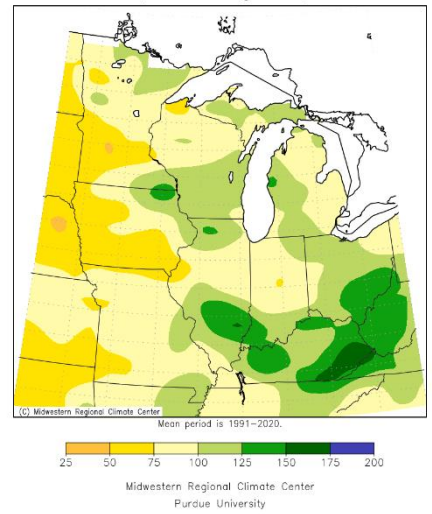 (C) Midwestern Regional Climate Center
Mean period is 1991–2020.
25 50 75 100 125 150 175 200
Midwestern Regional Climate Center
Purdue University